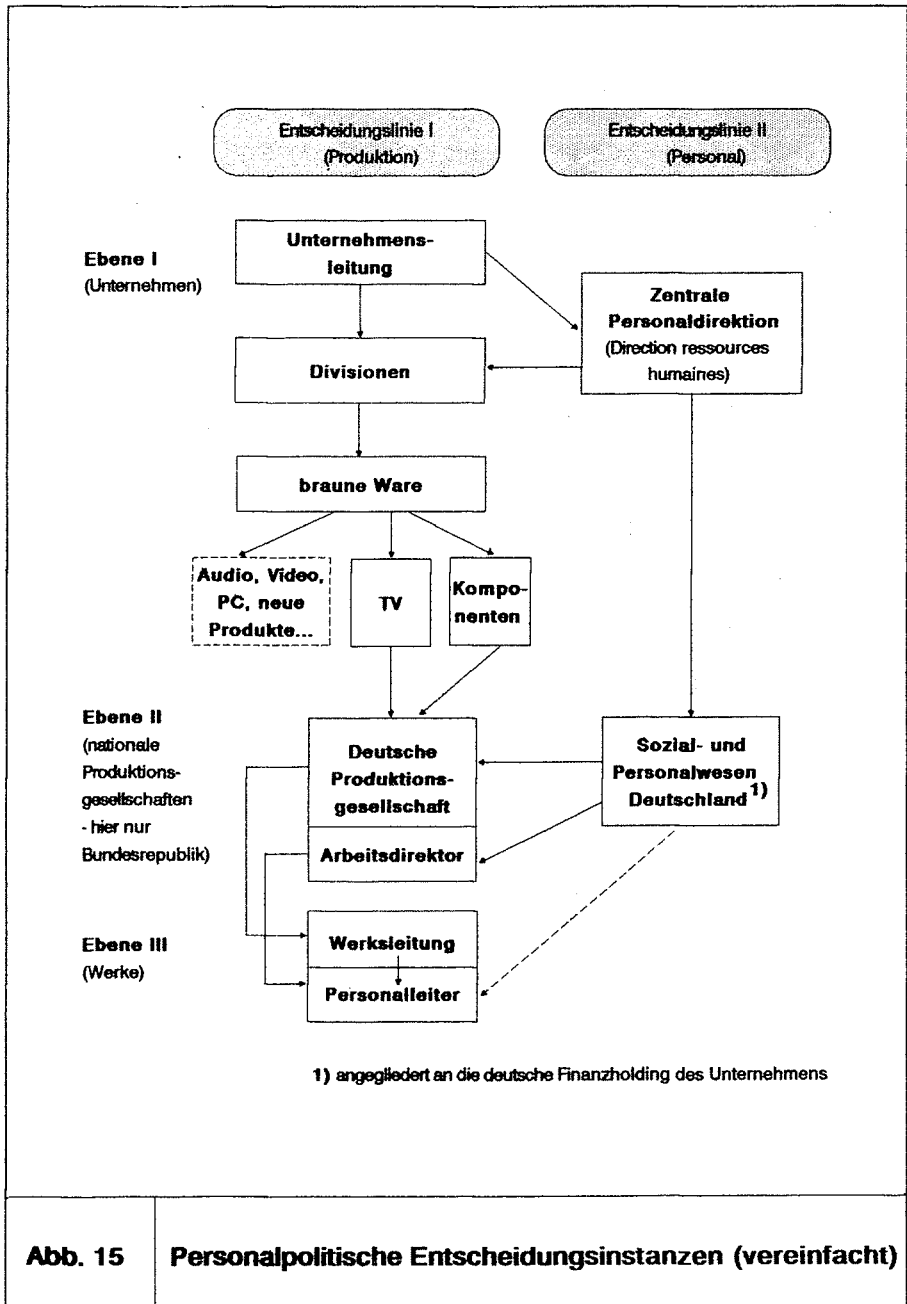 Entscheidungslinie I
(Produktion)
Entscheidungslinie II
(Personal)
Ebene I
(Unternehmen)
Unternehmens-
leitung
Zentrale
Personaldirektion
(Direction ressources
humaines)
Divisionen
braune Ware
Audio, Video,
PC, neue
Produkte...
TV
Kompo-
nenten
Ebene II
(nationale
Produktions-
gesellschaften
- hier nur
Bundesrepublik)
Deutsche
Produktions-
gesellschaft
Arbeitsdirektor
Sozial- und
Personalwesen
Deutschland 1)
Ebene III
(Werke)
Werksleitung
Personalleiter
1) angegliedert an die deutsche Finanzholding des Unternehmens
Abb. 15
Personalpolitische Entscheidungsinstanzen (vereinfacht)